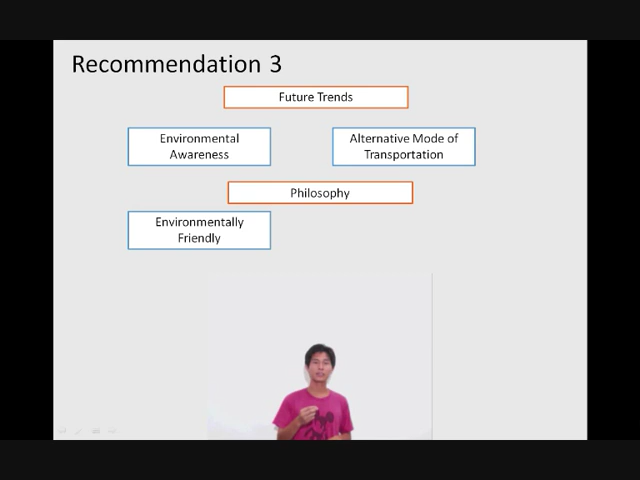 Recommendation 3
Future Trends
Environmental
Awareness
Alternative Mode of
Transportation
Philosophy
Environmentally
Friendly